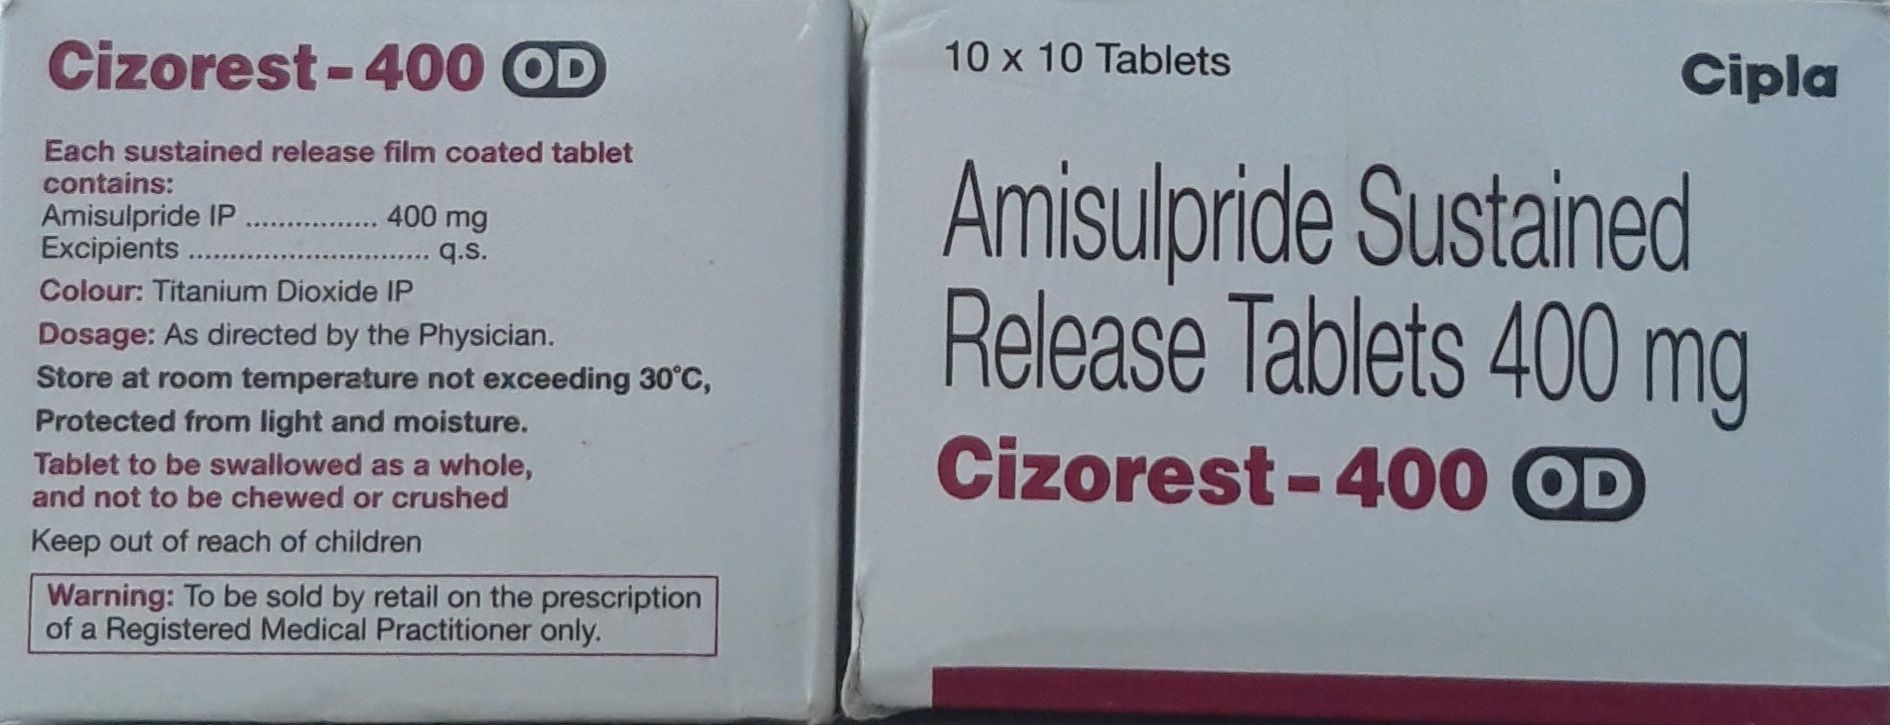 Cizorest-400 OD
Each sustained release film coated tablet
contains:
Amisulpride IP ................ 400 mg
Excipients ............................. q.s.
Colour: Titanium Dioxide IP
Dosage: As directed by the Physician.
Store at room temperature not exceeding 30°C,
Protected from light and moisture.
Tablet to be swallowed as a whole,
and not to be chewed or crushed
Keep out of reach of children
Warning: To be sold by retail on the prescription
of a Registered Medical Practitioner only.
10 x 10 Tablets
Cipla
Amisulpride Sustained
Release Tablets 400 mg
Cizorest-400 OD